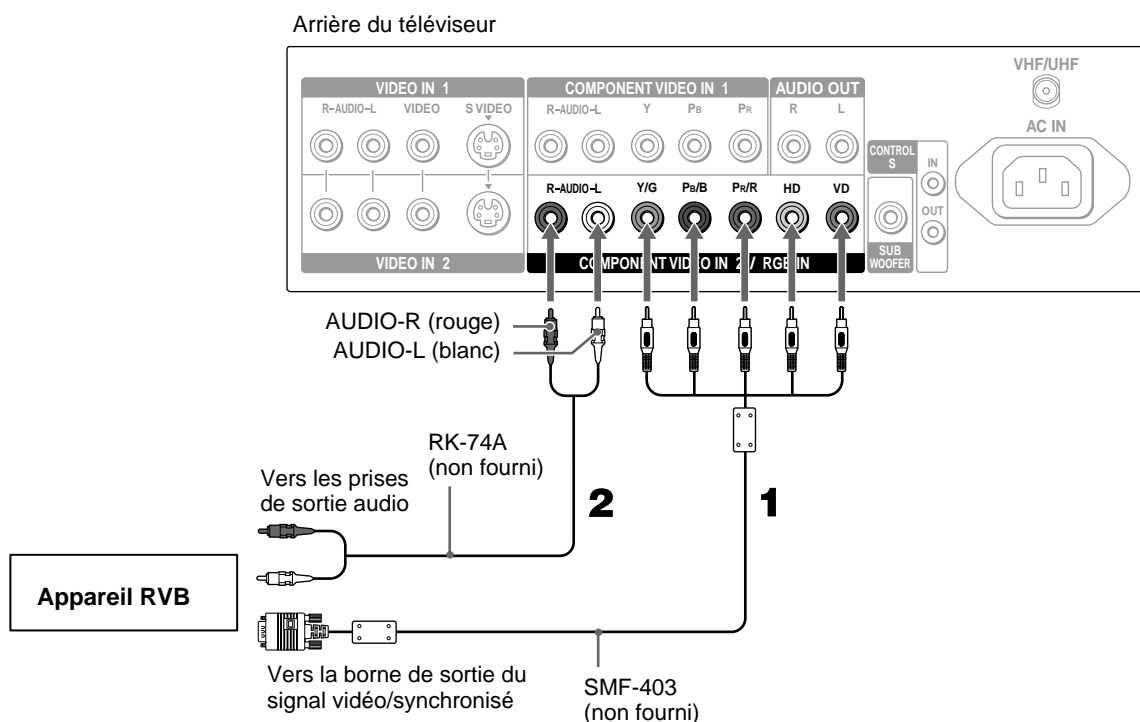 Arrière du téléviseur
VHF/UHF
VIDEO IN 1
COMPONENT VIDEO IN 1
AUDIO OUT
R-AUDIO-L VIDEO S VIDEO
R-AUDIO-L Y PB PR
R L
AC IN
CONTROL
S
IN
OUT
R-AUDIO-L Y/G PB/B PR/R HD VD
SUB
WOOFER
VIDEO IN 2
COMPONENT VIDEO IN 2 / RGB IN
AUDIO-R (rouge)
AUDIO-L (blanc)
RK-74A
(non fourni)
Vers les prises
de sortie audio
2
1
Appareil RVB
Vers la borne de sortie du
signal vidéo/synchronisé
SMF-403
(non fourni)